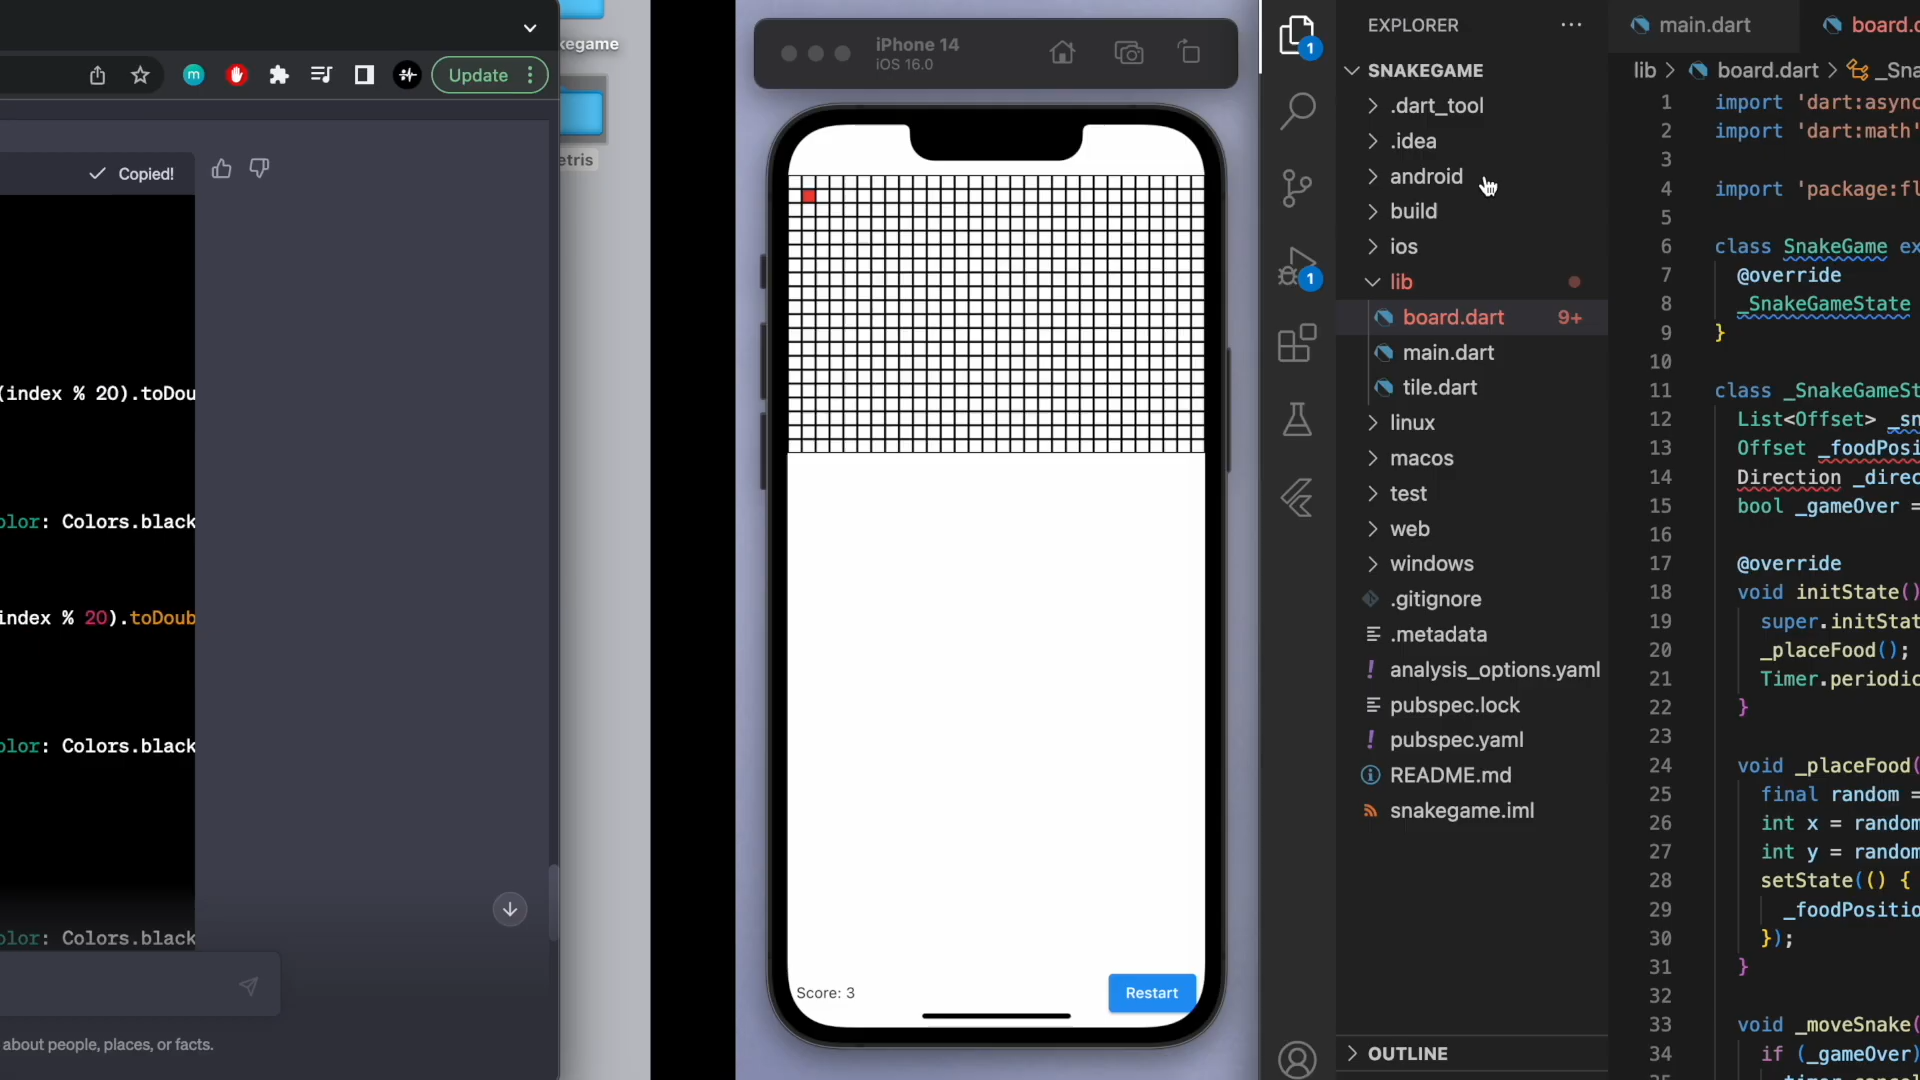 Update
Copied!
(index % 20).toDou
olor: Colors.black
index % 20).toDoub
olor: Colors.black
olor: Colors.black
about people, places, or facts.
kegame
etris
iPhone 14
iOS 16.0
Score: 3
Restart
1
1
EXPLORER
SNAKEGAME
.dart_tool
.idea
android
build
ios
lib
board.dart 9+
main.dart
tile.dart
linux
macos
test
web
windows
.gitignore
.metadata
analysis_options.yaml
pubspec.lock
pubspec.yaml
README.md
snakegame.iml
OUTLINE
main.dart
board.d
lib > board.dart > _Sna
1 import 'dart:async
2 import 'dart:math'
3
4 import 'package:fl
5
6 class SnakeGame ex
7 @override
8 _SnakeGameState
9 }
10
11 class _SnakeGameSt
12 List<Offset> _sn
13 Offset _foodPosi
14 Direction _direc
15 bool _gameOver =
16
17 @override
18 void initState()
19 super.initStat
20 _placeFood();
21 Timer.periodic
22 }
23
24 void _placeFood(
25 final random =
26 int x = random
27 int y = random
28 setState(() {
29 _foodPositio
30 });
31 }
32
33 void _moveSnake(
34 if (_gameOver)